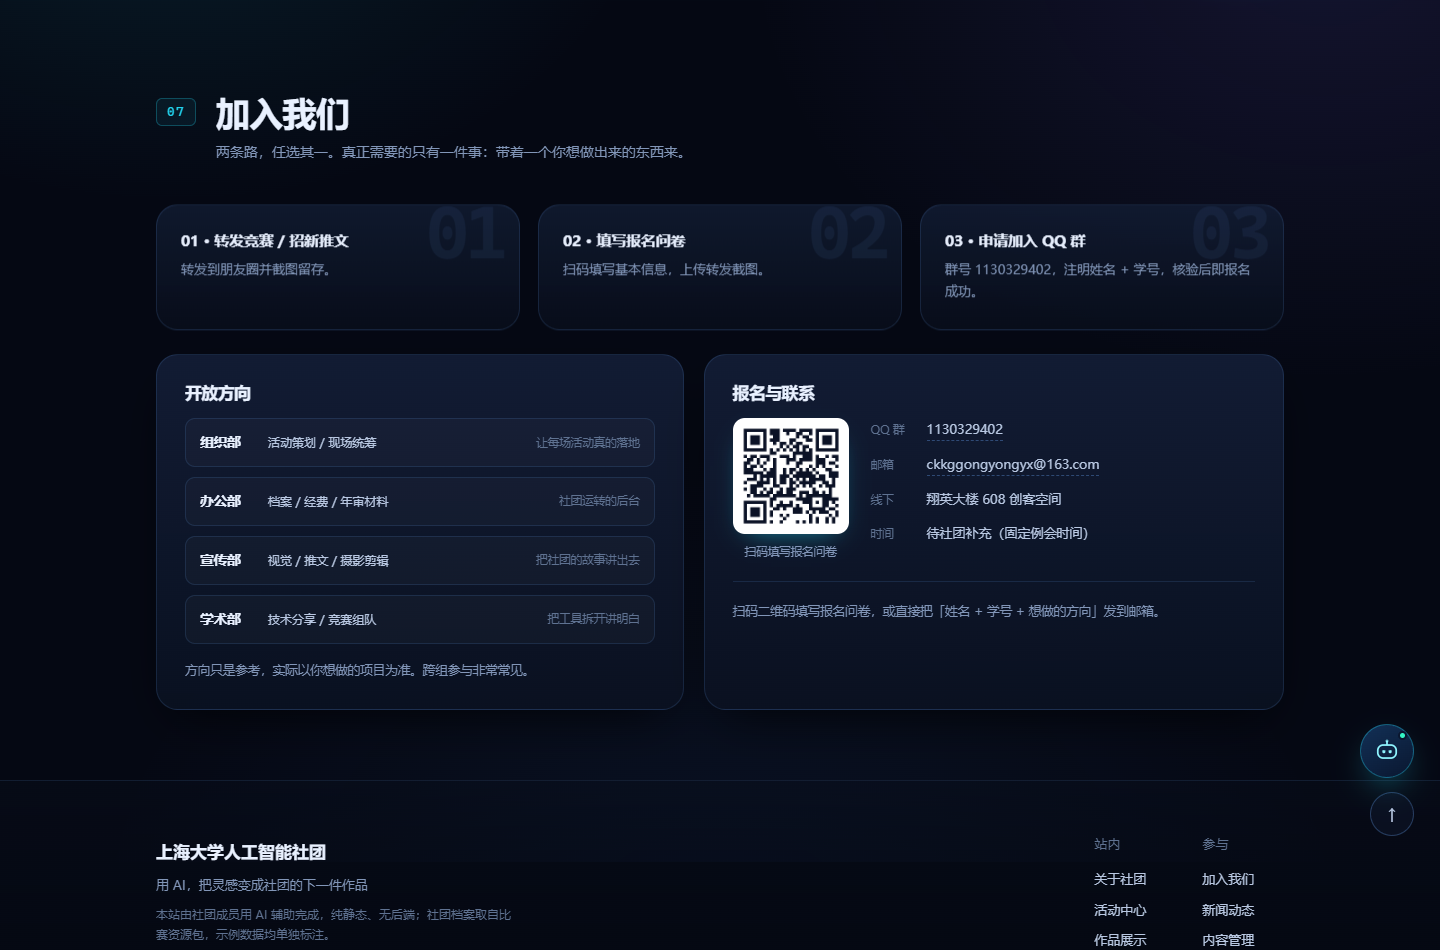 07
加入我们
两条路，任选其一。真正需要的只有一件事：带着一个你想做出来的东西来。
01
01 · 转发竞赛 / 招新推文
转发到朋友圈并截图留存。
02
02 · 填写报名问卷
扫码填写基本信息，上传转发截图。
03
03 · 申请加入 QQ 群
群号 1130329402，注明姓名 + 学号，核验后即报名
成功。
开放方向
组织部 活动策划 / 现场统筹 让每场活动真的落地
办公部 档案 / 经费 / 年审材料 社团运转的后台
宣传部 视觉 / 推文 / 摄影剪辑 把社团的故事讲出去
学术部 技术分享 / 竞赛组队 把工具拆开讲明白
方向只是参考，实际以你想做的项目为准。跨组参与非常常见。
报名与联系
扫码填写报名问卷
QQ 群 1130329402
邮箱 ckkggongyongyx@163.com
线下 翔英大楼 608 创客空间
时间 待社团补充（固定例会时间）
扫码二维码填写报名问卷，或直接把「姓名 + 学号 + 想做的方向」发到邮箱。
↑
上海大学人工智能社团
用 AI，把灵感变成社团的下一件作品
本站由社团成员用 AI 辅助完成，纯静态、无后端；社团档案取自比
赛资源包，示例数据均单独标注。
站内
关于社团
活动中心
作品展示
参与
加入我们
新闻动态
内容管理